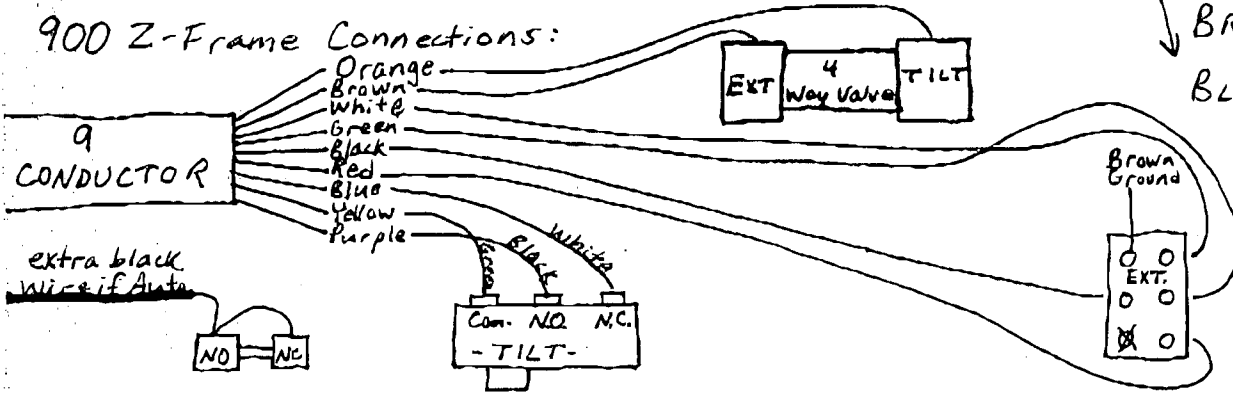 900 Z-Frame Connections:
Orange
Brown
White
Green
Black
Red
Blue
Yellow
Purple
9
CONDUCTOR
EXT
4
Way Valve
TILT
Brown
Ground
EXT.
extra black
wire if Auto
NO
NC
Green
Black
White
Com. N.O. N.C.
- TILT -